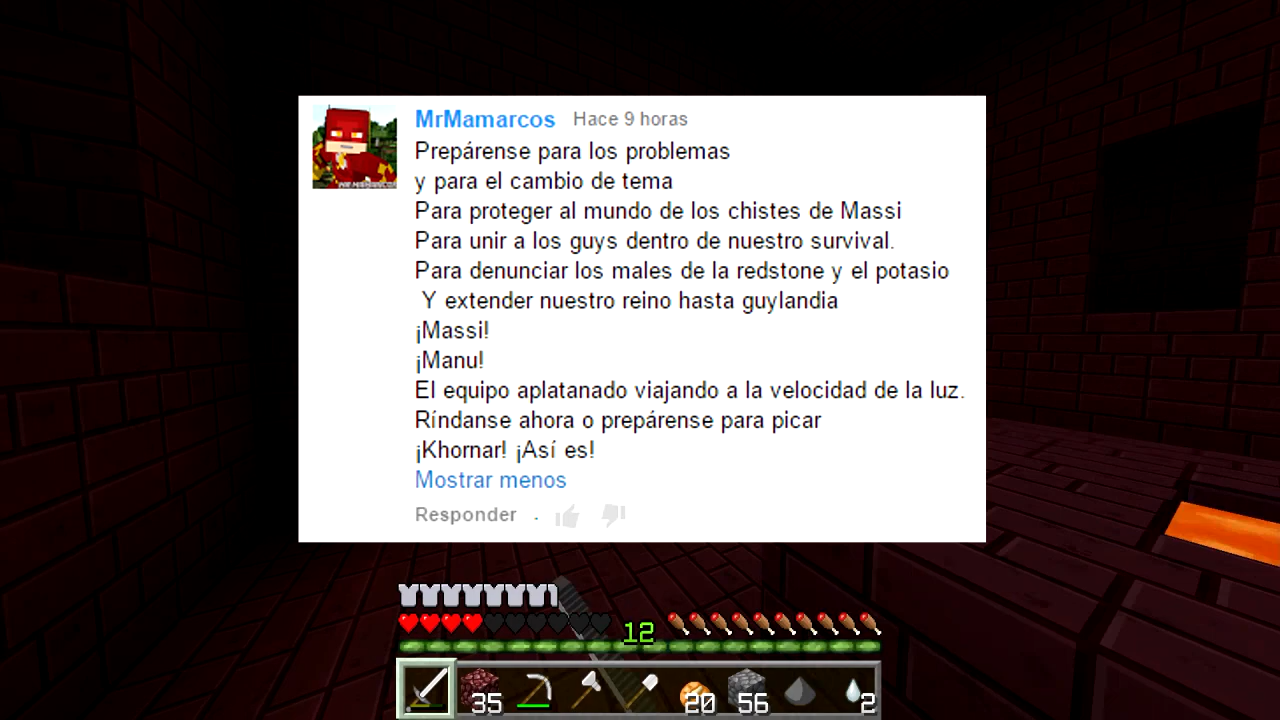 MrMamarcos Hace 9 horas
Prepárense para los problemas
y para el cambio de tema
Para proteger al mundo de los chistes de Massi
Para unir a los guys dentro de nuestro survival.
Para denunciar los males de la redstone y el potasio
Y extender nuestro reino hasta guylandia
¡Massi!
¡Manu!
El equipo aplatanado viajando a la velocidad de la luz.
Ríndanse ahora o prepárense para picar
¡Khornar! ¡Así es!
Mostrar menos
Responder .
12
35 20 56 2